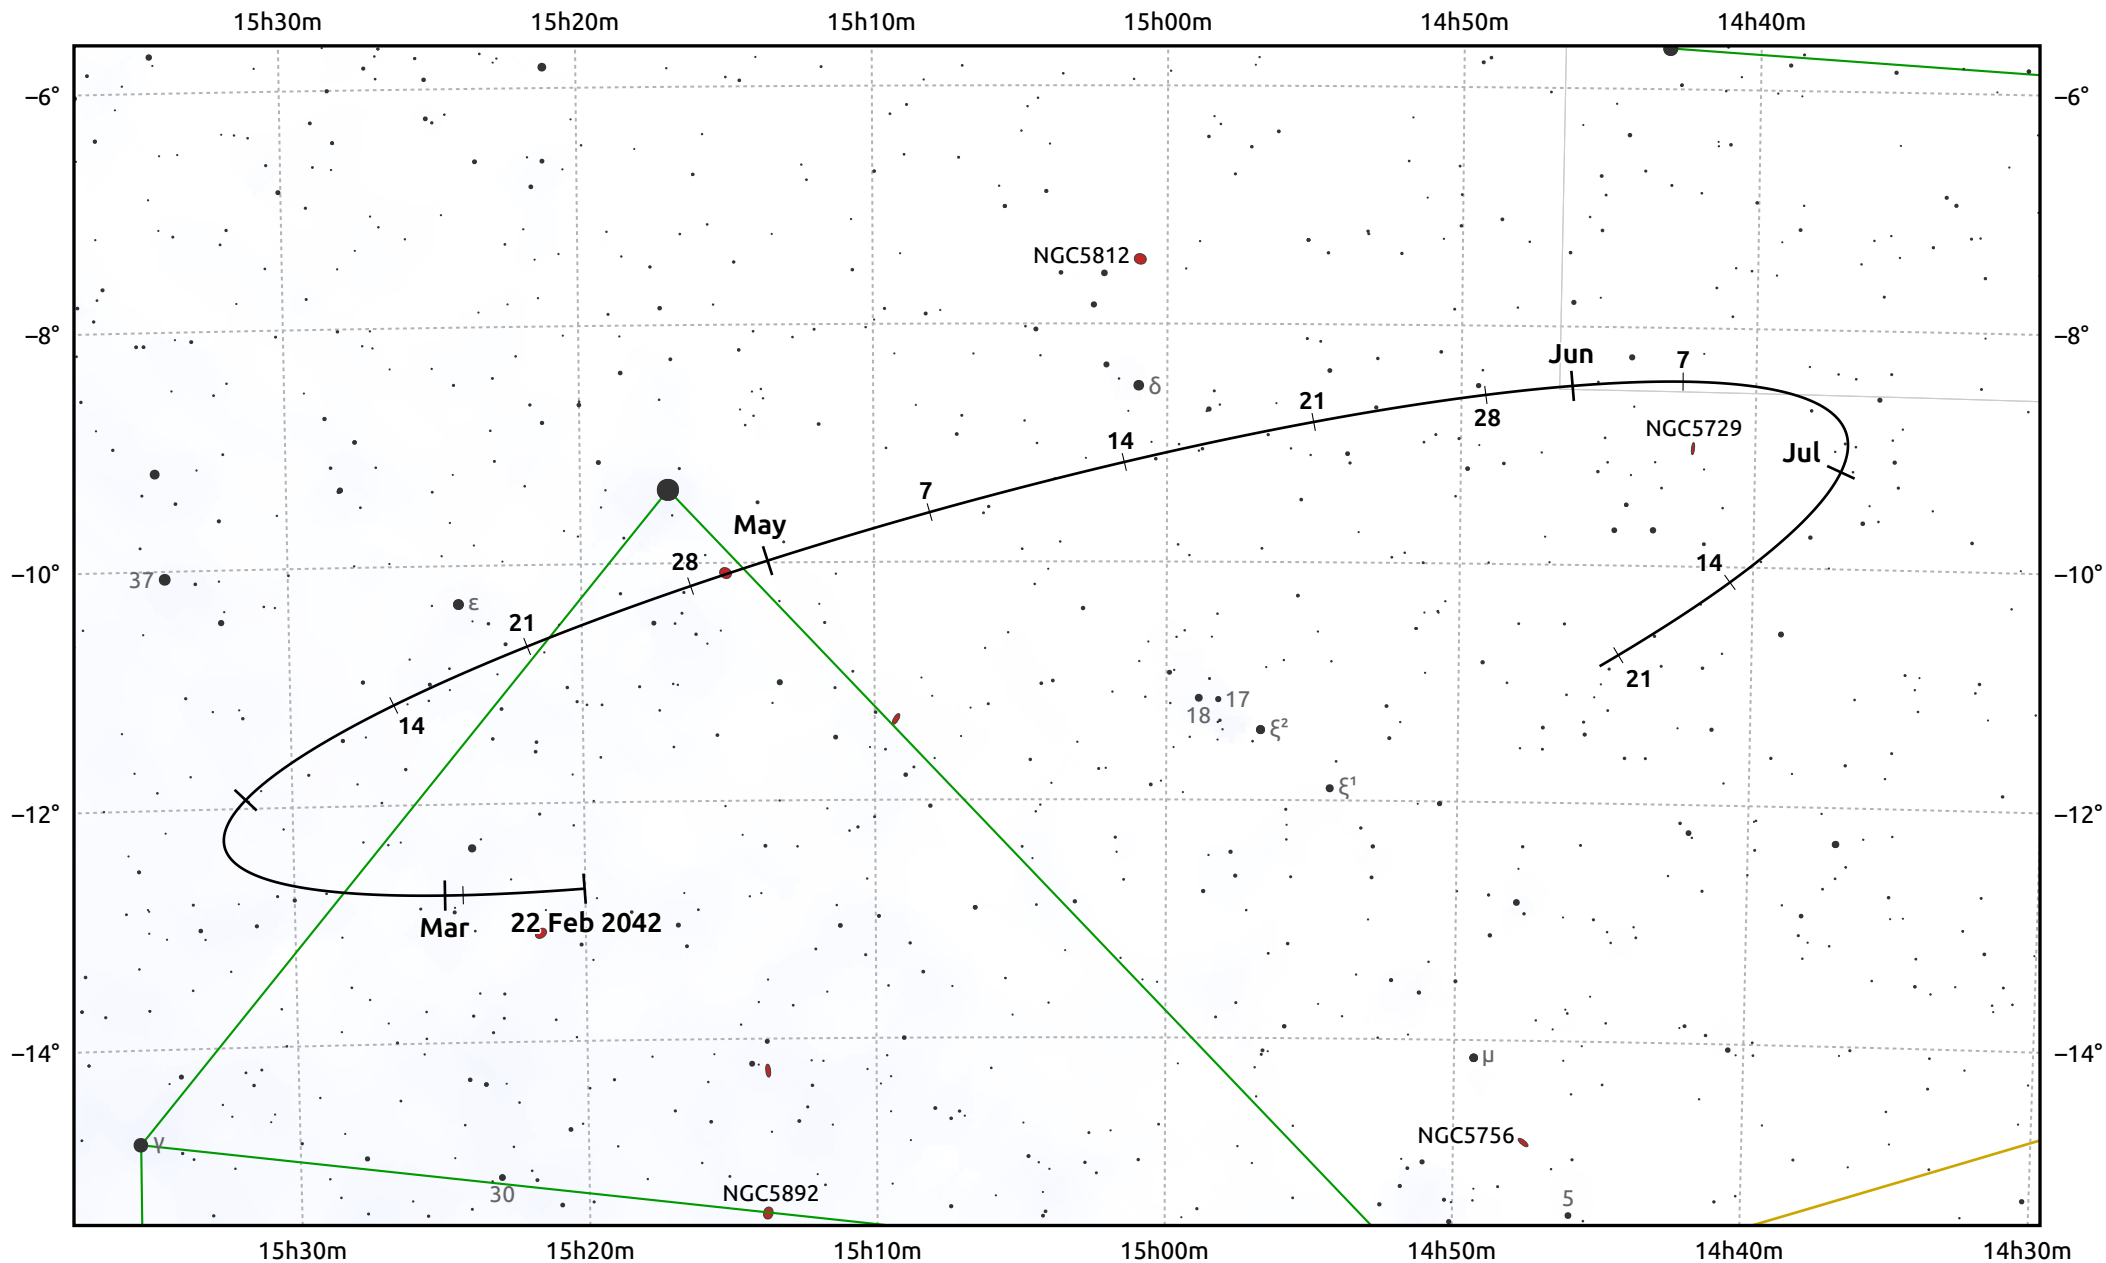 15h30m 15h20m 15h10m 15h00m 14h50m 14h40m
−6° −6°
NGC5812
−8° −8°
Jun 7
δ
21
28
14
NGC5729
Jul
7
May
28
14
−10° −10°
37
ε
21
21
14
17
18
ξ²
ξ¹
−12° −12°
Mar 22 Feb 2042
−14° −14°
μ
γ
NGC5756
30
NGC5892
5
15h30m 15h20m 15h10m 15h00m 14h50m 14h40m 14h30m